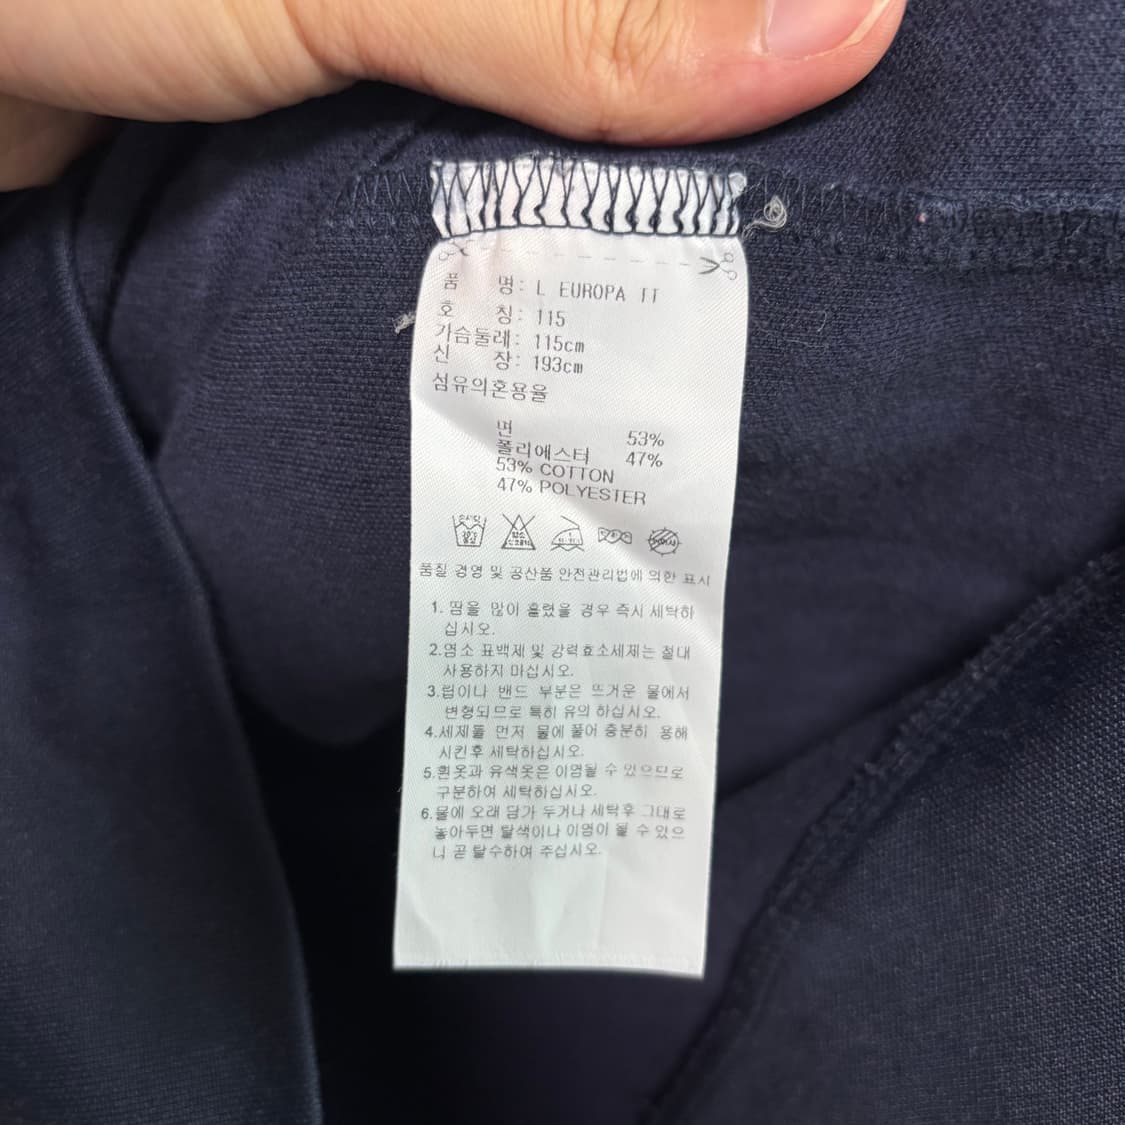 품 명: L EUROPA TT
호 칭: 115
가슴둘레: 115cm
신 장: 193cm
섬유의혼용율
면 53%
폴리에스터 47%
53% COTTON
47% POLYESTER
품질 경영 및 공산품 안전관리법에 의한 표시
1. 땀을 많이 흘렸을 경우 즉시 세탁하
십시오.
2.염소 표백제 및 강력효소세제는 절대
사용하지 마십시오.
3.립이나 밴드 부분은 뜨거운 물에서
변형되므로 특히 유의 하십시오.
4.세제를 먼저 물에 풀어 충분히 용해
시킨후 세탁하십시오.
5.흰옷과 유색옷은 이염될 수 있으므로
구분하여 세탁하십시오.
6.물에 오래 담가 두거나 세탁후 그대로
놓아두면 탈색이나 이염이 될 수 있으
니 곧 탈수하여 주십시오.